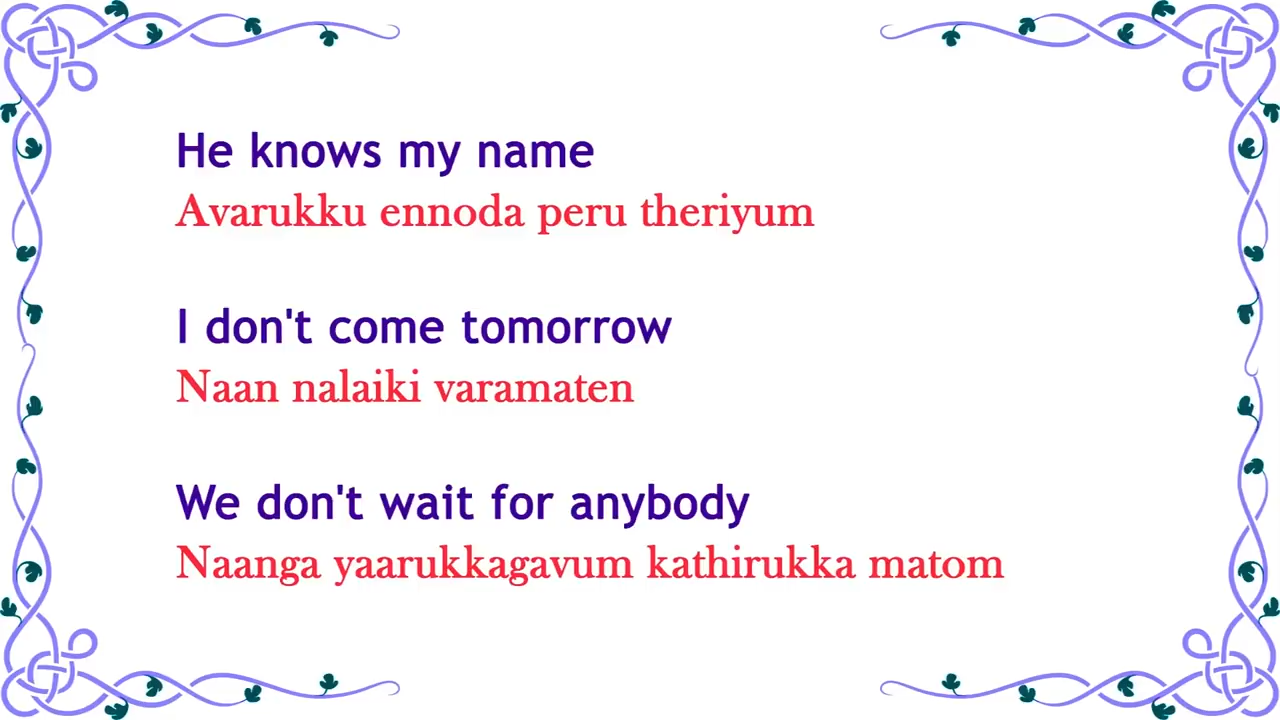 He knows my name
Avarukku ennoda peru theriyum
I don't come tomorrow
Naan nalaiki varamaten
We don't wait for anybody
Naanga yaarukkagavum kathirukka matom